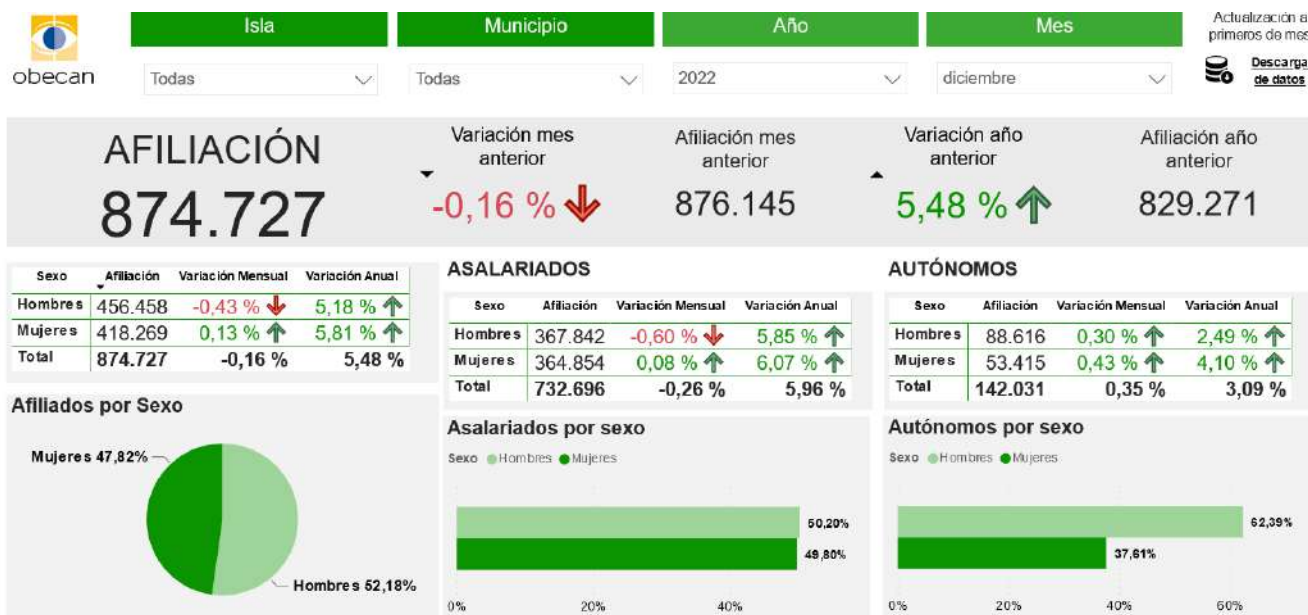 obecan
Isla
Todas
Municipio
Todas
Año
2022
Mes
diciembre
Actualización a
primeros de mes
Descarga
de datos
AFILIACIÓN
874.727
Variación mes
anterior
-0,16 %
Afiliación mes
anterior
876.145
Variación año
anterior
5,48 %
Afiliación año
anterior
829.271
Sexo Afiliación Variación Mensual Variación Anual
Hombres 456.458 -0,43 % 5,18 %
Mujeres 418.269 0,13 % 5,81 %
Total 874.727 -0,16 % 5,48 %
ASALARIADOS
Sexo Afiliación Variación Mensual Variación Anual
Hombres 367.842 -0,60 % 5,85 %
Mujeres 364.854 0,08 % 6,07 %
Total 732.696 -0,26 % 5,96 %
AUTÓNOMOS
Sexo Afiliación Variación Mensual Variación Anual
Hombres 88.616 0,30 % 2,49 %
Mujeres 53.415 0,43 % 4,10 %
Total 142.031 0,35 % 3,09 %
Afiliados por Sexo
Mujeres 47,82%
Hombres 52,18%
Asalariados por sexo
Sexo Hombres Mujeres
50,20%
49,80%
0% 20% 40%
Autónomos por sexo
Sexo Hombres Mujeres
62,39%
37,61%
0% 20% 40% 60%